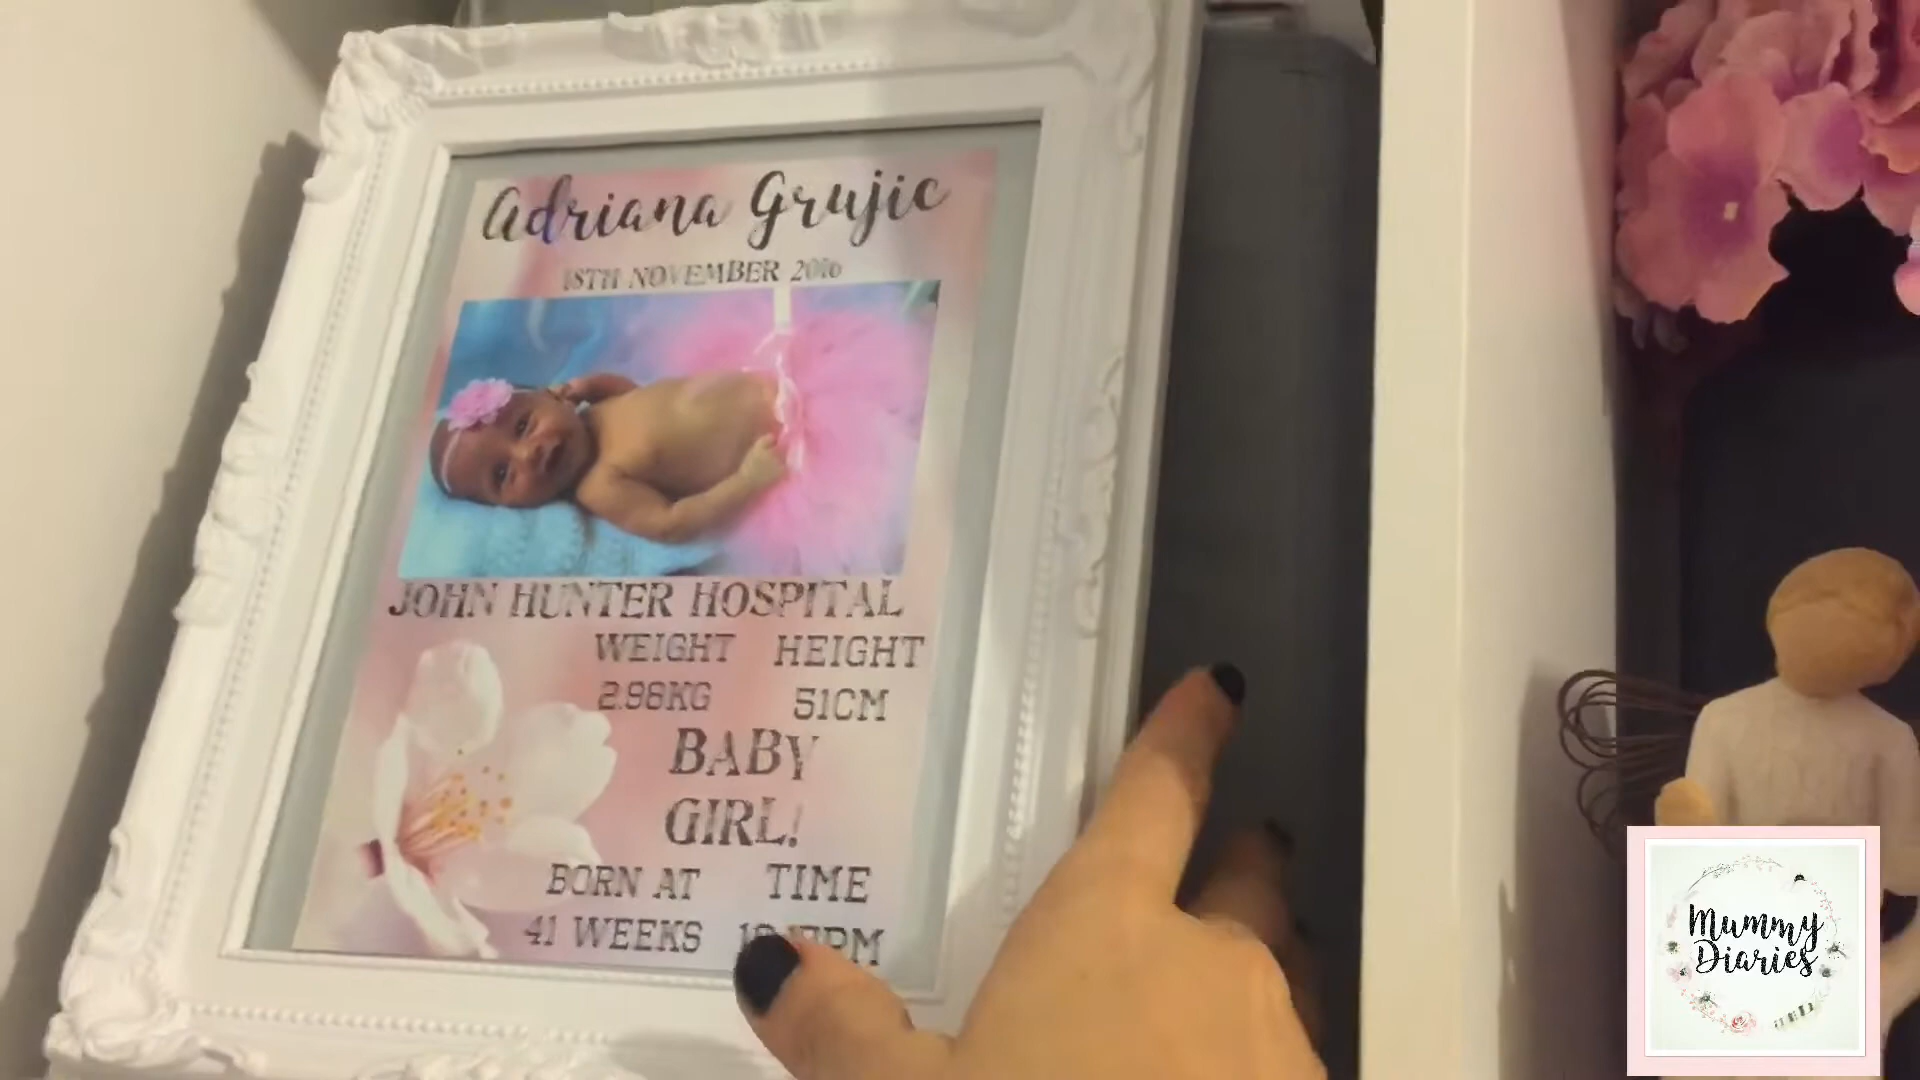 Adriana Grujic
18TH NOVEMBER 2016
JOHN HUNTER HOSPITAL
WEIGHT HEIGHT
2.98KG 51CM
BABY
GIRL!
BORN AT TIME
41 WEEKS
Mummy
Diaries